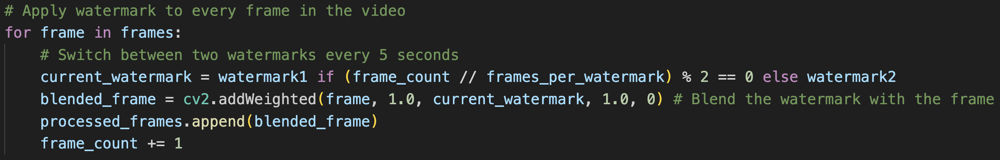 # Apply watermark to every frame in the video
for frame in frames:
    # Switch between two watermarks every 5 seconds
    current_watermark = watermark1 if (frame_count // frames_per_watermark) % 2 == 0 else watermark2
    blended_frame = cv2.addWeighted(frame, 1.0, current_watermark, 1.0, 0) # Blend the watermark with the frame
    processed_frames.append(blended_frame)
    frame_count += 1